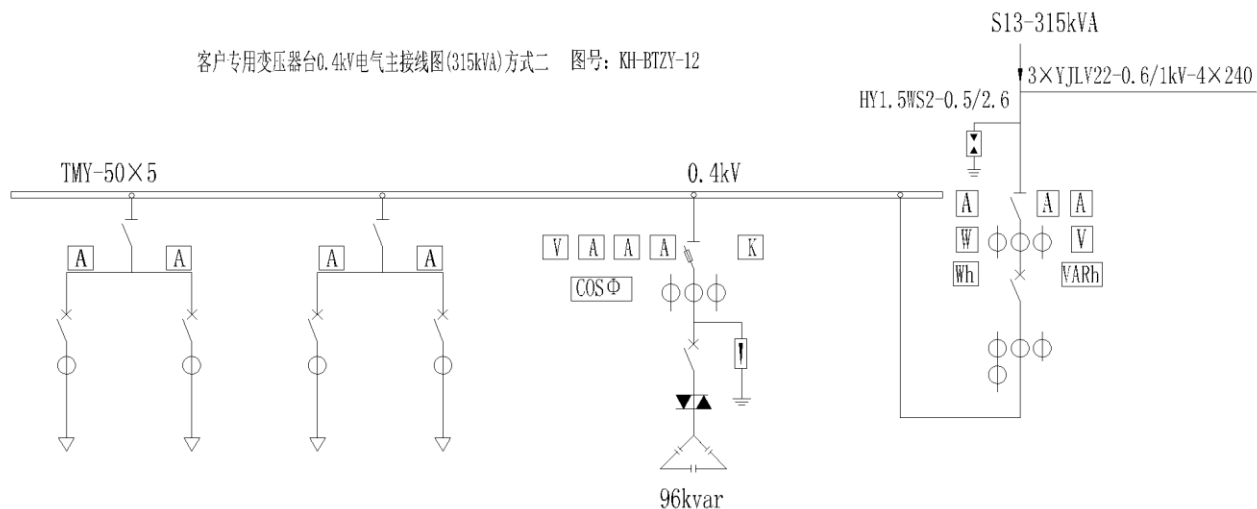 S13-315kVA
客户专用变压器台0.4kV电气主接线图(315kVA)方式二 图号: KH-BTZY-12
3×YJLV22-0.6/1kV-4×240
HY1.5WS2-0.5/2.6
TMY-50×5
0.4kV
A A A
V A A A K
W V
A A A A
COSΦ
Wh VARh
96kvar